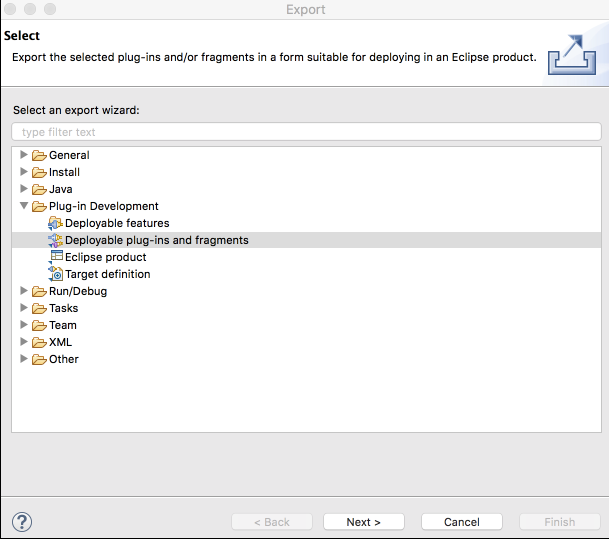 Export
Select
Export the selected plug-ins and/or fragments in a form suitable for deploying in an Eclipse product.
Select an export wizard:
type filter text
General
Install
Java
Plug-in Development
Deployable features
Deployable plug-ins and fragments
Eclipse product
Target definition
Run/Debug
Tasks
Team
XML
Other
? < Back Next > Cancel Finish